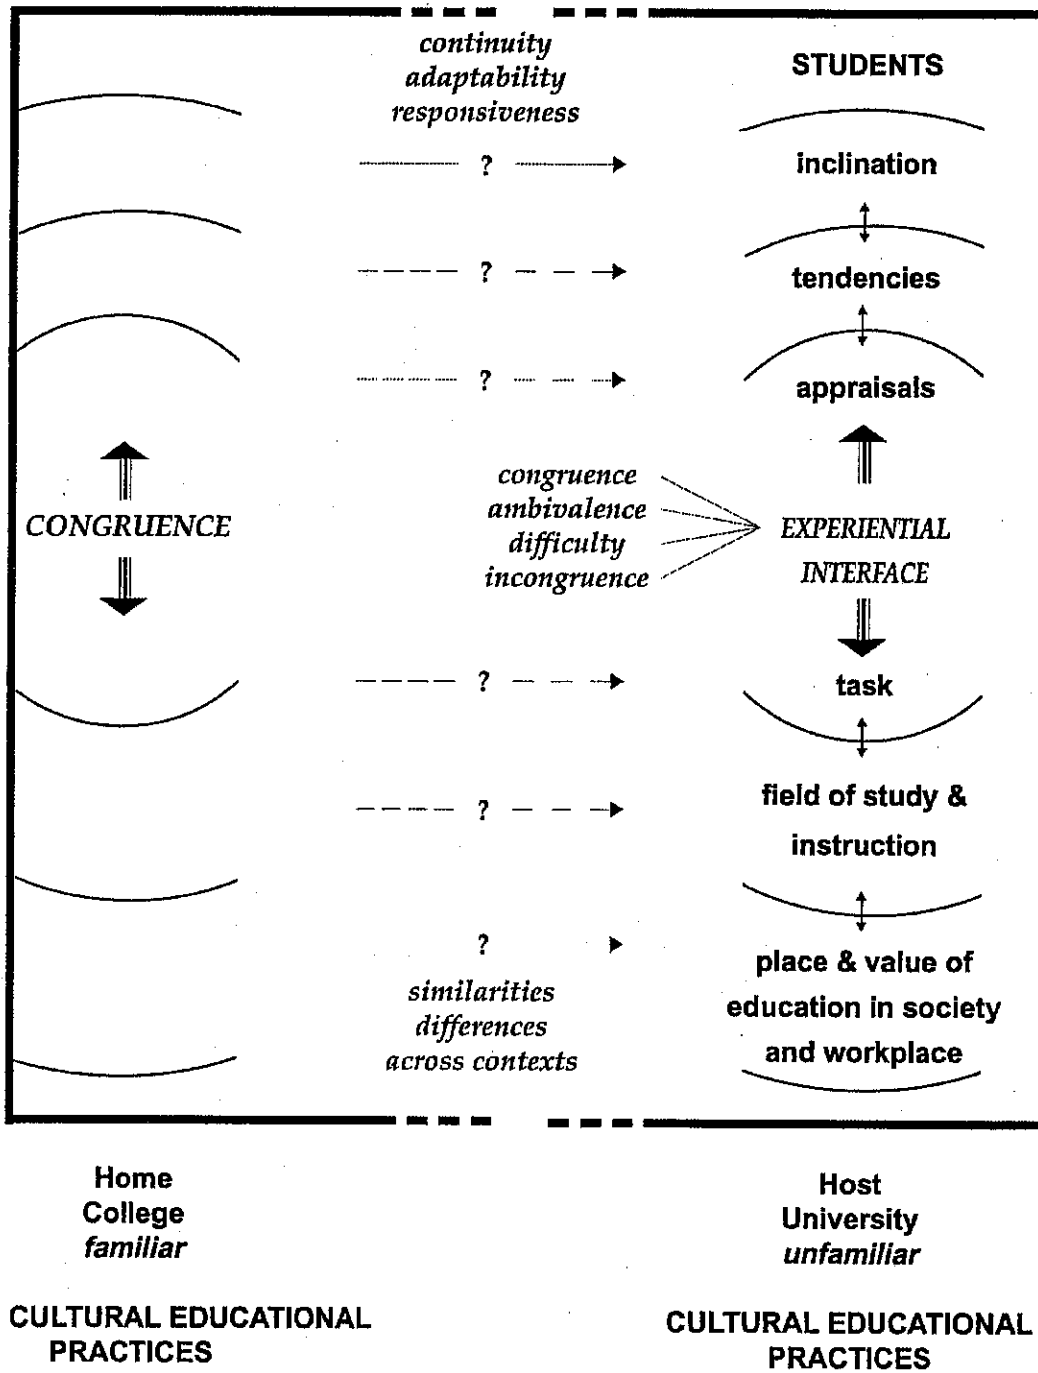 continuity
adaptability
responsiveness
STUDENTS
?
inclination
?
tendencies
?
appraisals
CONGRUENCE
congruence
ambivalence
difficulty
incongruence
EXPERIENTIAL
INTERFACE
?
task
?
field of study &
instruction
?
similarities
differences
across contexts
place & value of
education in society
and workplace
Home
College
familiar
CULTURAL EDUCATIONAL
PRACTICES
Host
University
unfamiliar
CULTURAL EDUCATIONAL
PRACTICES